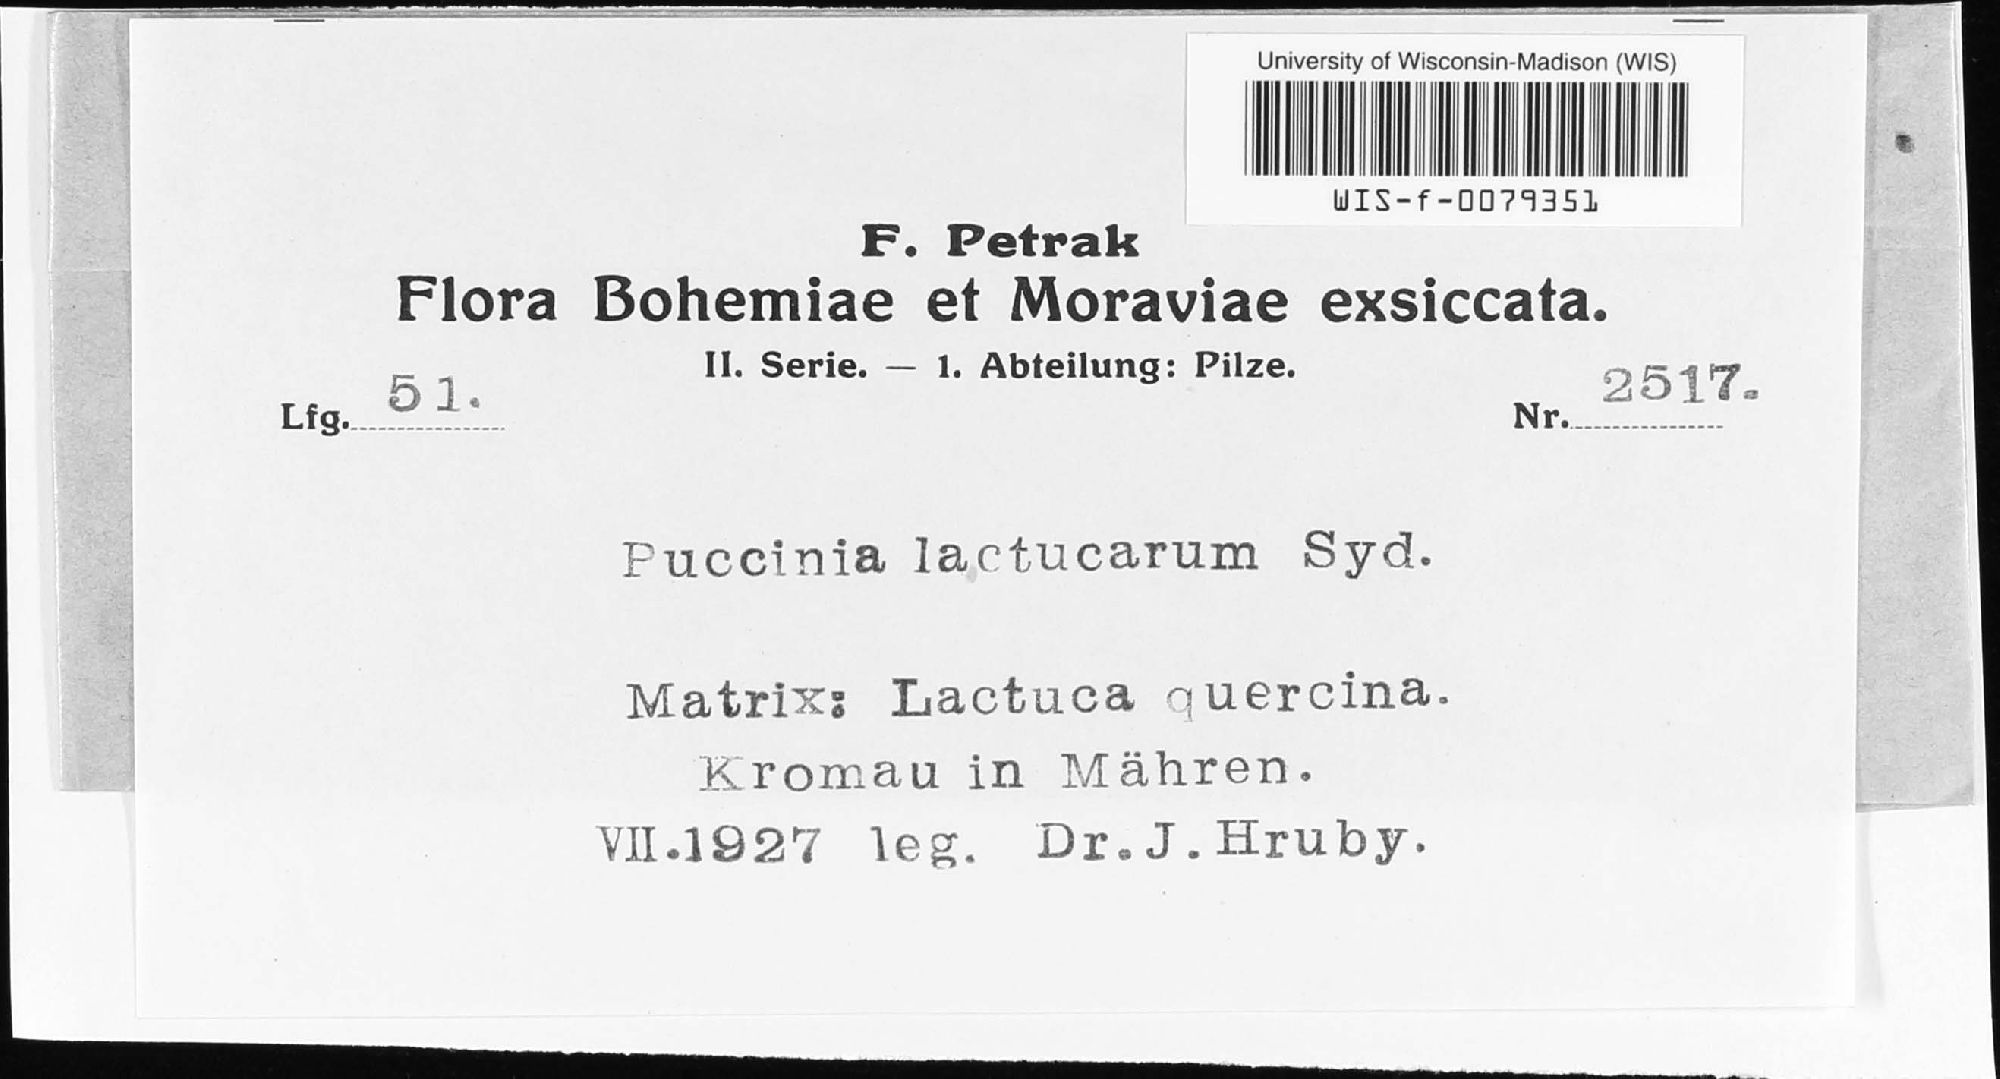 University of Wisconsin-Madison (WIS)
WIS-f-0079351
F. Petrak
Flora Bohemiae et Moraviae exsiccata.
II. Serie. — 1. Abteilung: Pilze.
Lfg. 51.
Nr. 2517.
Puccinia lactucarum Syd.
Matrix: Lactuca quercina.
Kromau in Mähren.
VII.1927 leg. Dr.J.Hruby.